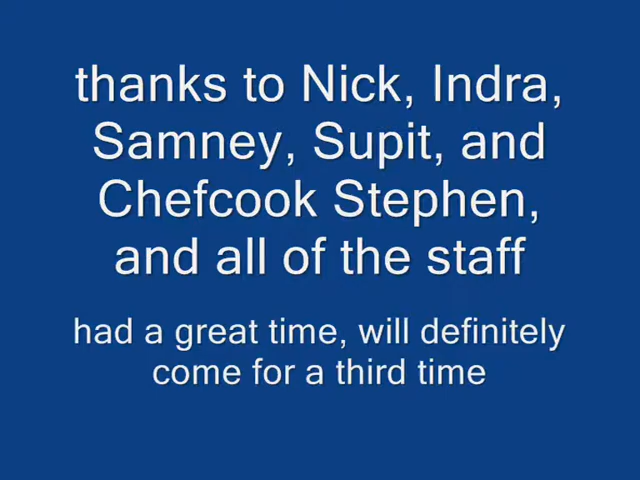 thanks to Nick, Indra,
Samney, Supit, and
Chefcook Stephen,
and all of the staff
had a great time, will definitely
come for a third time